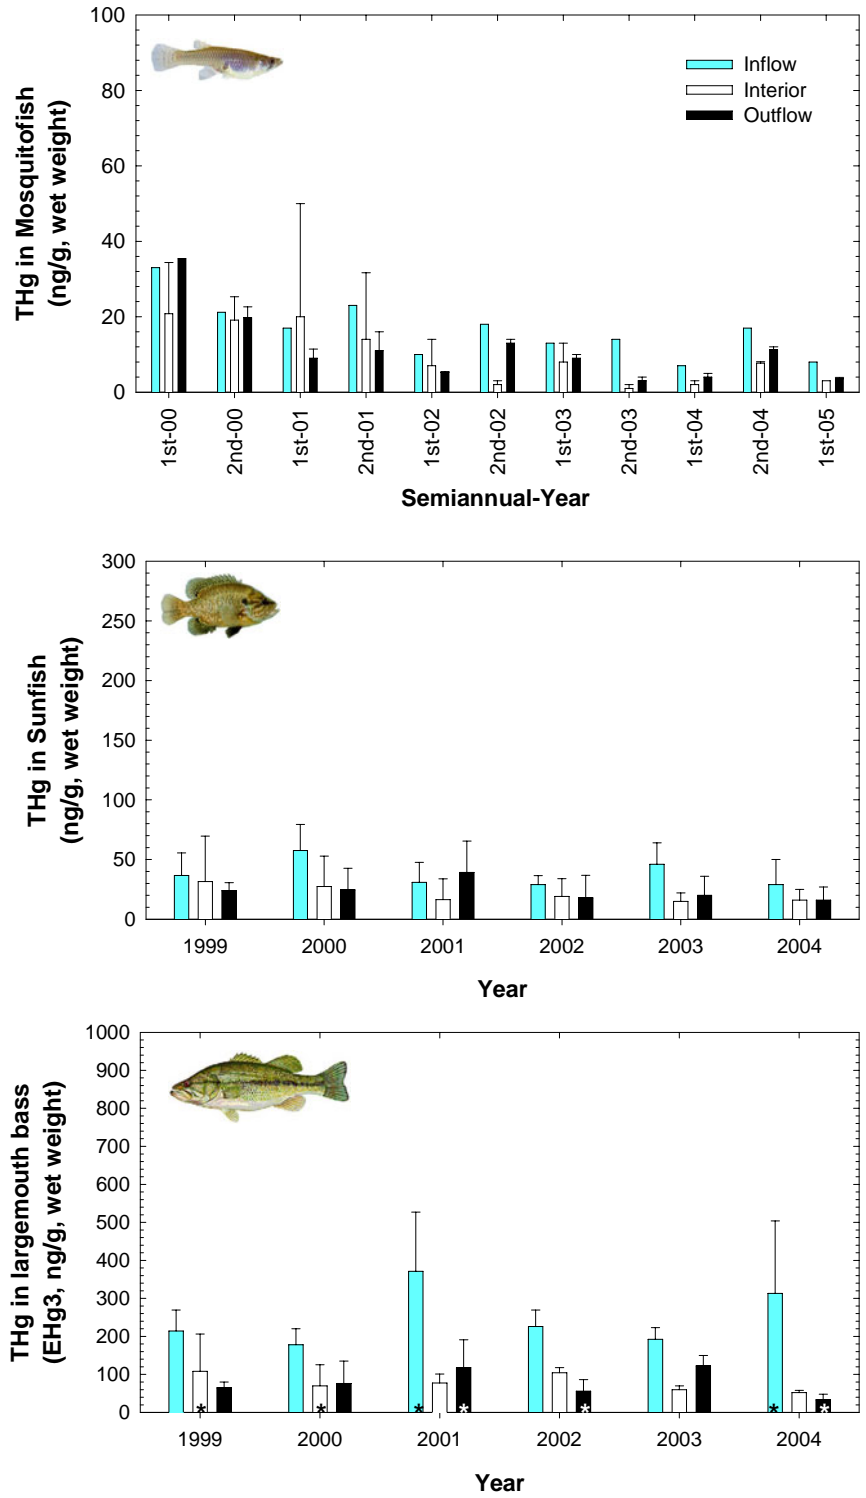 100
80
60
40
20
0
THg in Mosquitofish
(ng/g, wet weight)
Inflow
Interior
Outflow
1st-00
2nd-00
1st-01
2nd-01
1st-02
2nd-02
1st-03
2nd-03
1st-04
2nd-04
1st-05
Semiannual-Year
300
250
200
150
100
50
0
THg in Sunfish
(ng/g, wet weight)
1999 2000 2001 2002 2003 2004
Year
1000
900
800
700
600
500
400
300
200
100
0
THg in largemouth bass
(EHg3, ng/g, wet weight)
* * * * * * *
1999 2000 2001 2002 2003 2004
Year